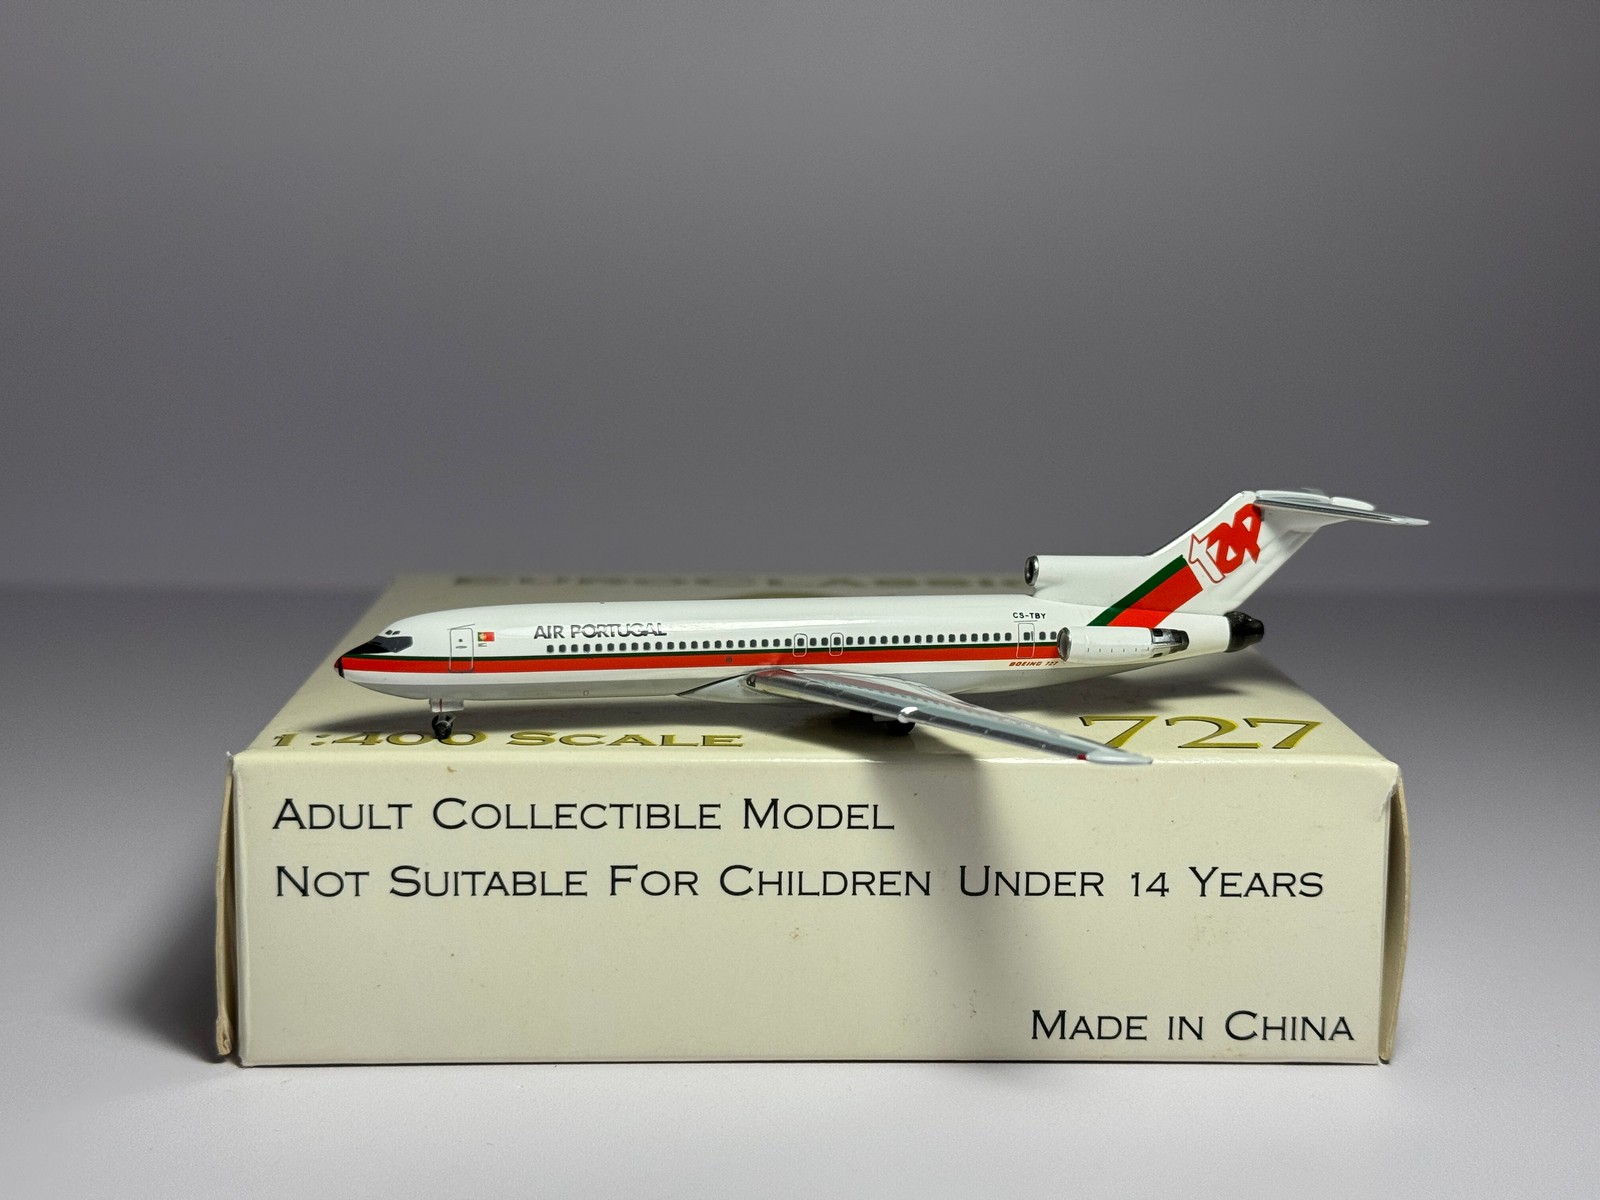 tap
CS-TBY
AIR PORTUGAL
BOEING 727
1:400 SCALE
727
ADULT COLLECTIBLE MODEL
NOT SUITABLE FOR CHILDREN UNDER 14 YEARS
MADE IN CHINA